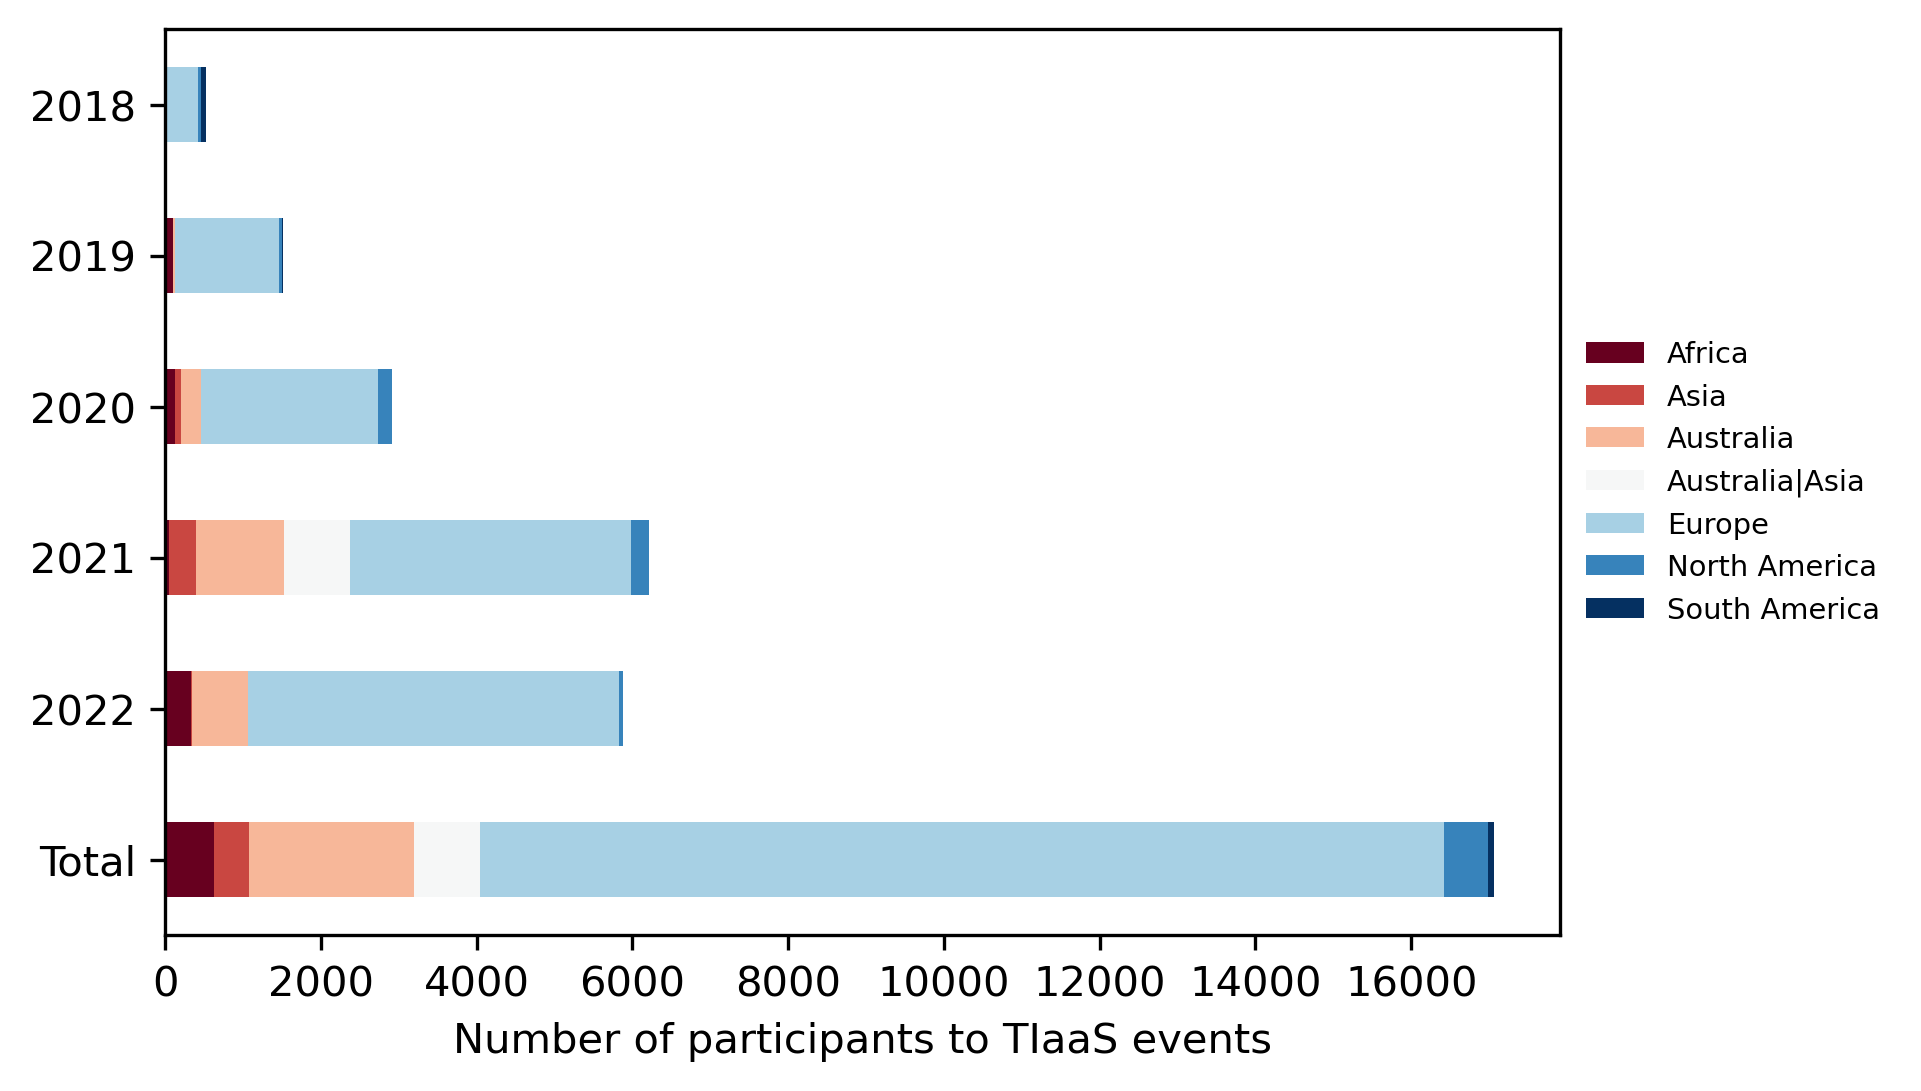 2018
2019
2020
2021
2022
Total
0 2000 4000 6000 8000 10000 12000 14000 16000
Number of participants to TIaaS events
Africa
Asia
Australia
Australia|Asia
Europe
North America
South America